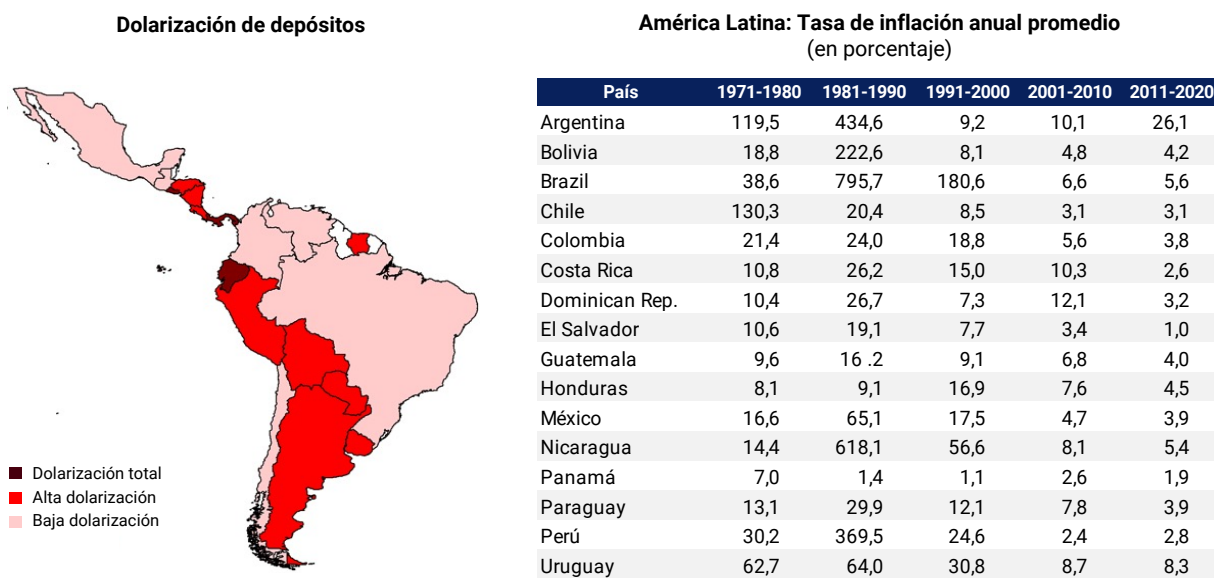 Dolarización de depósitos
Dolarización total
Alta dolarización
Baja dolarización
América Latina: Tasa de inflación anual promedio
(en porcentaje)
País 1971-1980 1981-1990 1991-2000 2001-2010 2011-2020
Argentina 119,5 434,6 9,2 10,1 26,1
Bolivia 18,8 222,6 8,1 4,8 4,2
Brazil 38,6 795,7 180,6 6,6 5,6
Chile 130,3 20,4 8,5 3,1 3,1
Colombia 21,4 24,0 18,8 5,6 3,8
Costa Rica 10,8 26,2 15,0 10,3 2,6
Dominican Rep. 10,4 26,7 7,3 12,1 3,2
El Salvador 10,6 19,1 7,7 3,4 1,0
Guatemala 9,6 16 .2 9,1 6,8 4,0
Honduras 8,1 9,1 16,9 7,6 4,5
México 16,6 65,1 17,5 4,7 3,9
Nicaragua 14,4 618,1 56,6 8,1 5,4
Panamá 7,0 1,4 1,1 2,6 1,9
Paraguay 13,1 29,9 12,1 7,8 3,9
Perú 30,2 369,5 24,6 2,4 2,8
Uruguay 62,7 64,0 30,8 8,7 8,3